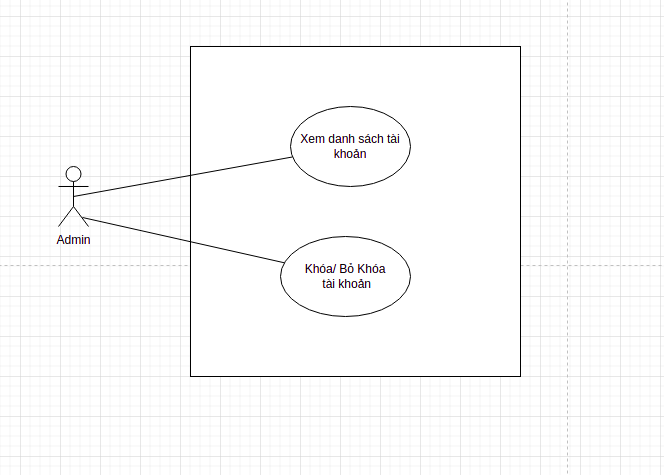 Xem danh sách tài
khoản
Admin
Khóa/ Bỏ Khóa
tài khoản